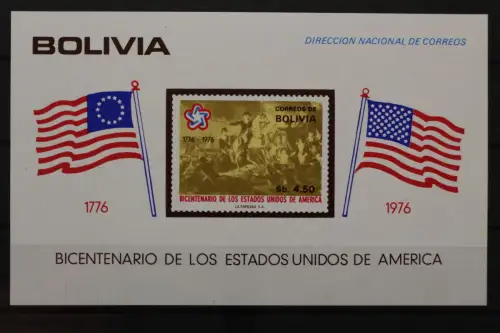 BOLIVIA
DIRECCION NACIONAL DE CORREOS
CORREOS DE
BOLIVIA
1776 - 1976
$b. 4.50
BICENTENARIO DE LOS ESTADOS UNIDOS DE AMERICA
1776
1976
BICENTENARIO DE LOS ESTADOS UNIDOS DE AMERICA